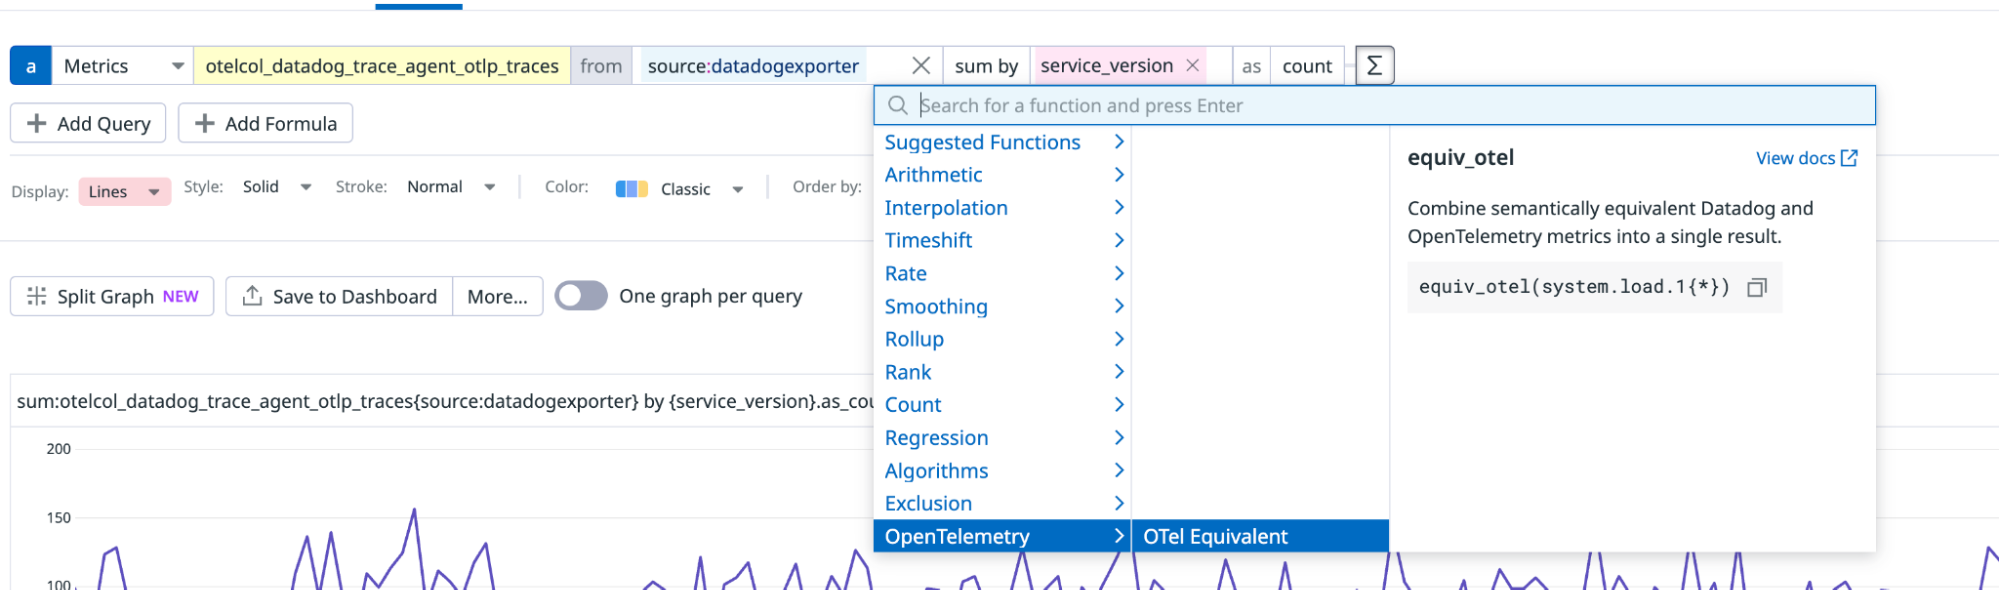 a Metrics otelcol_datadog_trace_agent_otlp_traces from source:datadogexporter sum by service_version as count Σ
Search for a function and press Enter
Add Query Add Formula
Display: Lines Style: Solid Stroke: Normal Color: Classic Order by:
Split Graph NEW Save to Dashboard More... One graph per query
Suggested Functions
Arithmetic
Interpolation
Timeshift
Rate
Smoothing
Rollup
Rank
Count
Regression
Algorithms
Exclusion
OpenTelemetry
OTel Equivalent
equiv_otel View docs
Combine semantically equivalent Datadog and
OpenTelemetry metrics into a single result.
equiv_otel(system.load.1{*})
sum:otelcol_datadog_trace_agent_otlp_traces{source:datadogexporter} by {service_version}.as_cou
200
150
100